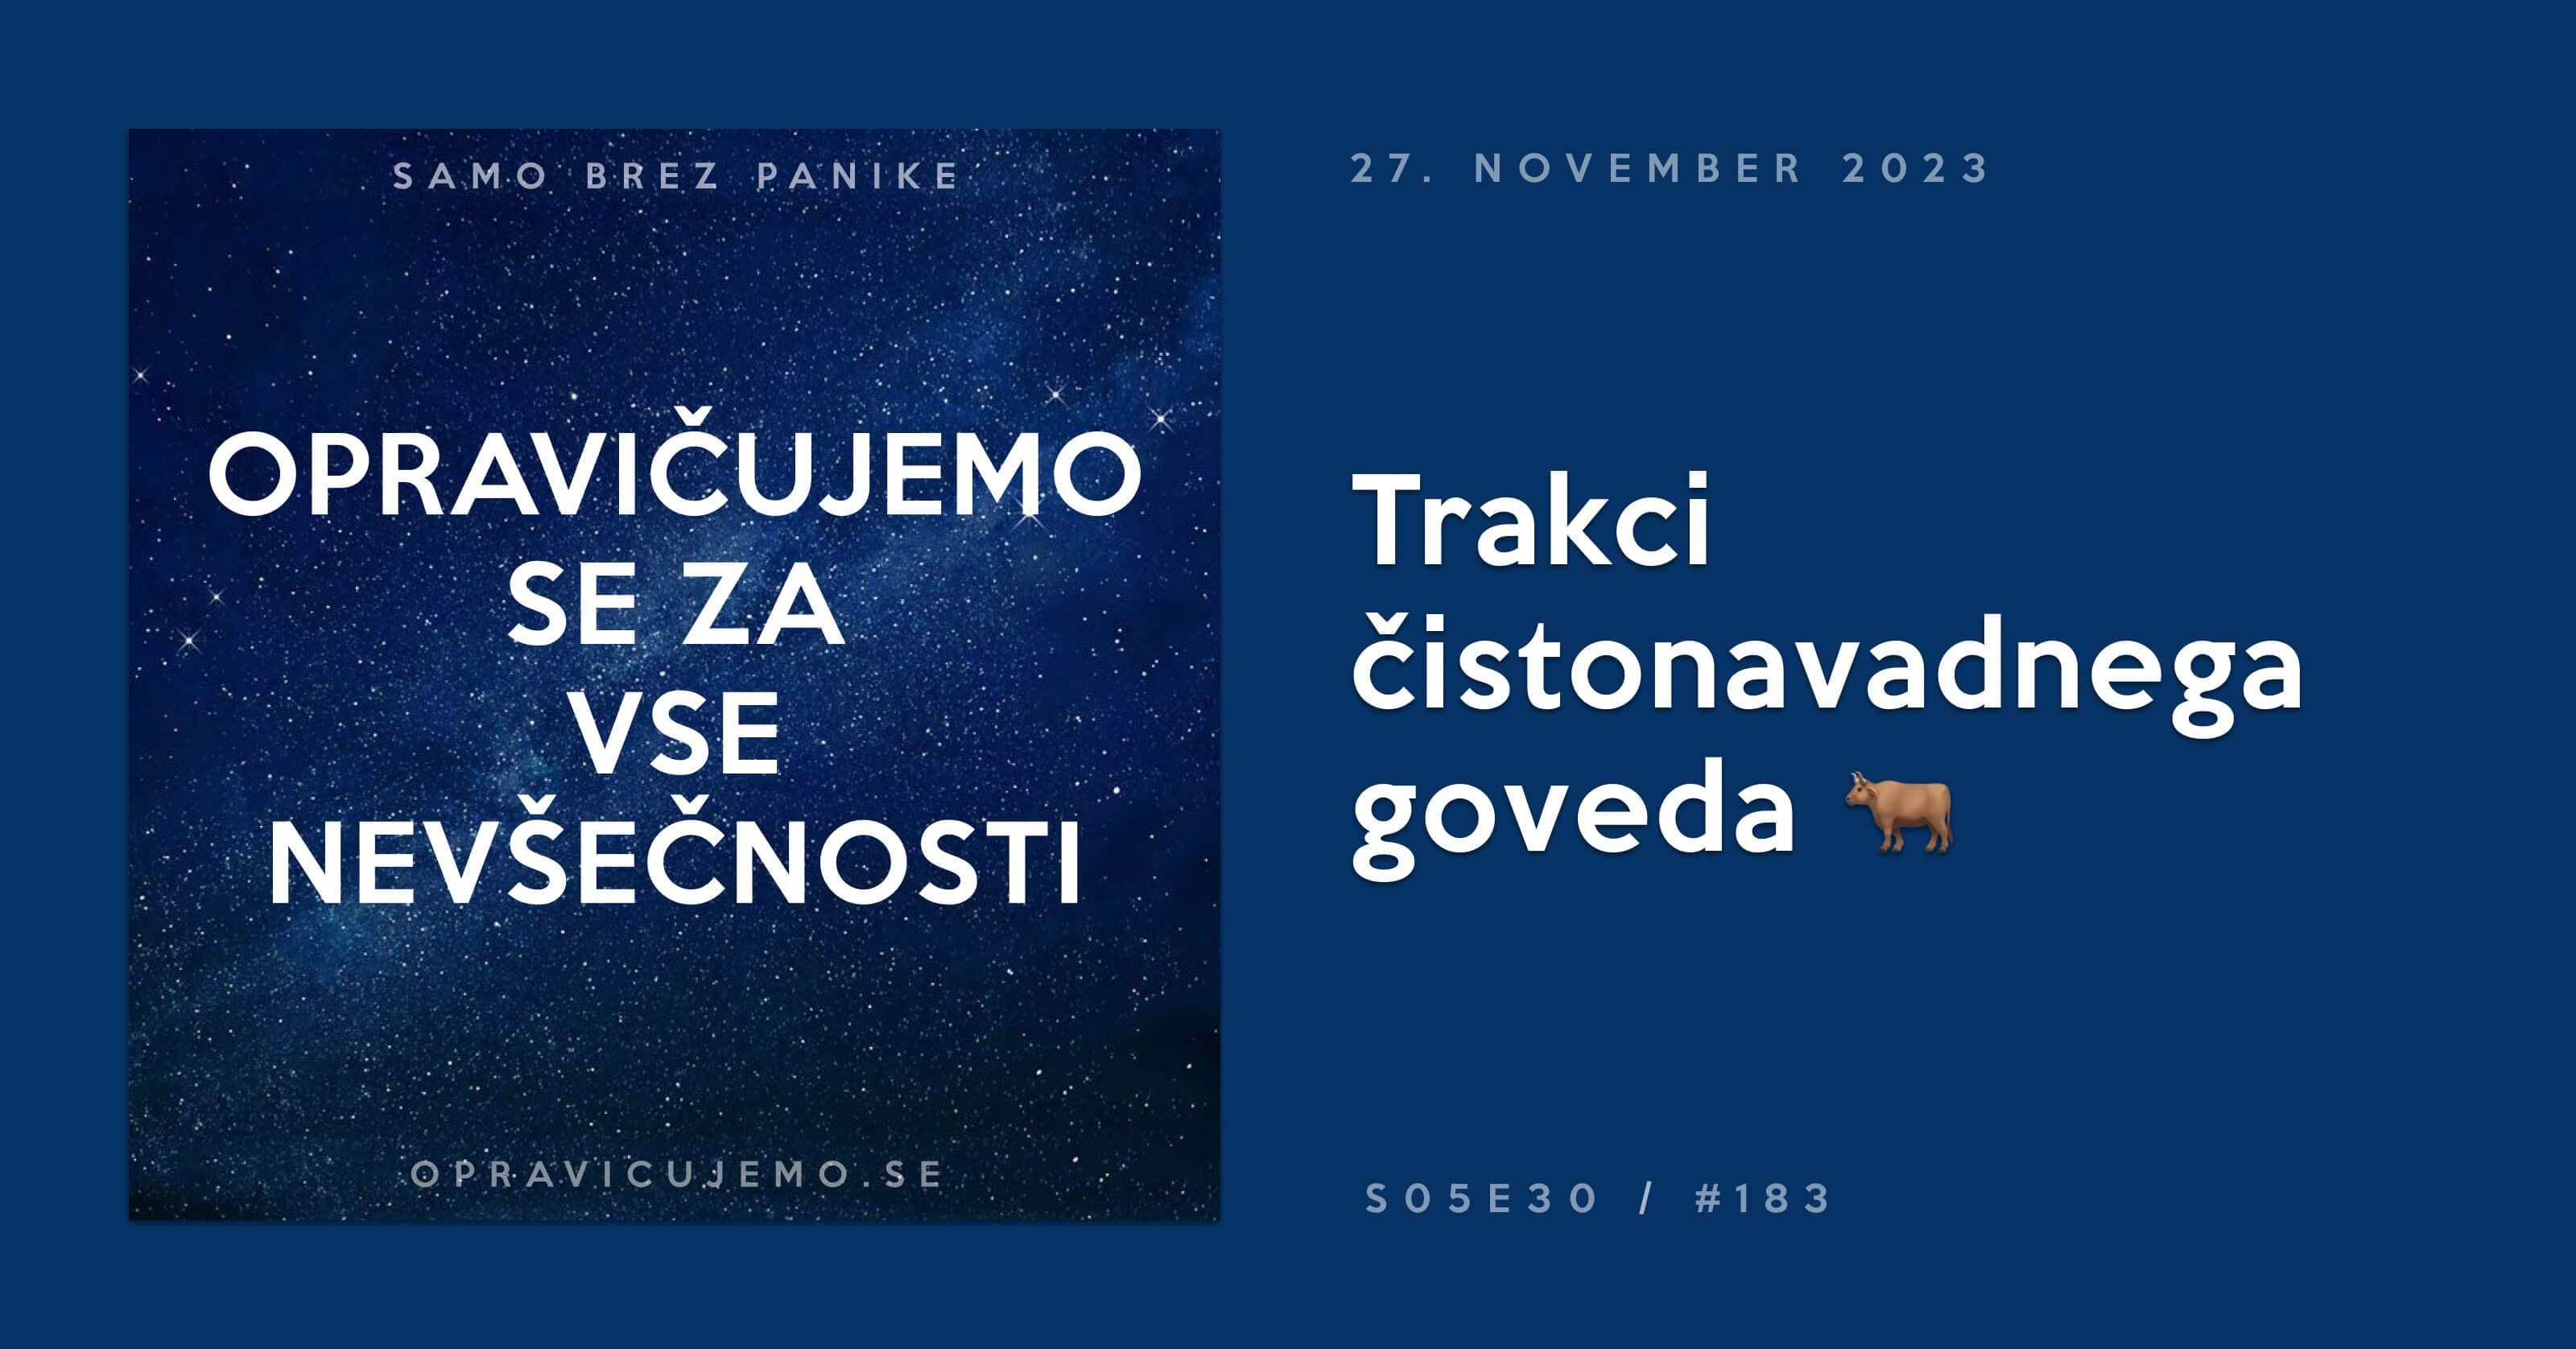 SAMO BREZ PANIKE
OPRAVIČUJEMO
SE ZA
VSE
NEVŠEČNOSTI
OPRAVICUJEMO.SE
27. NOVEMBER 2023
Trakci
čistonavadnega
goveda 🐂
S05E30 / #183